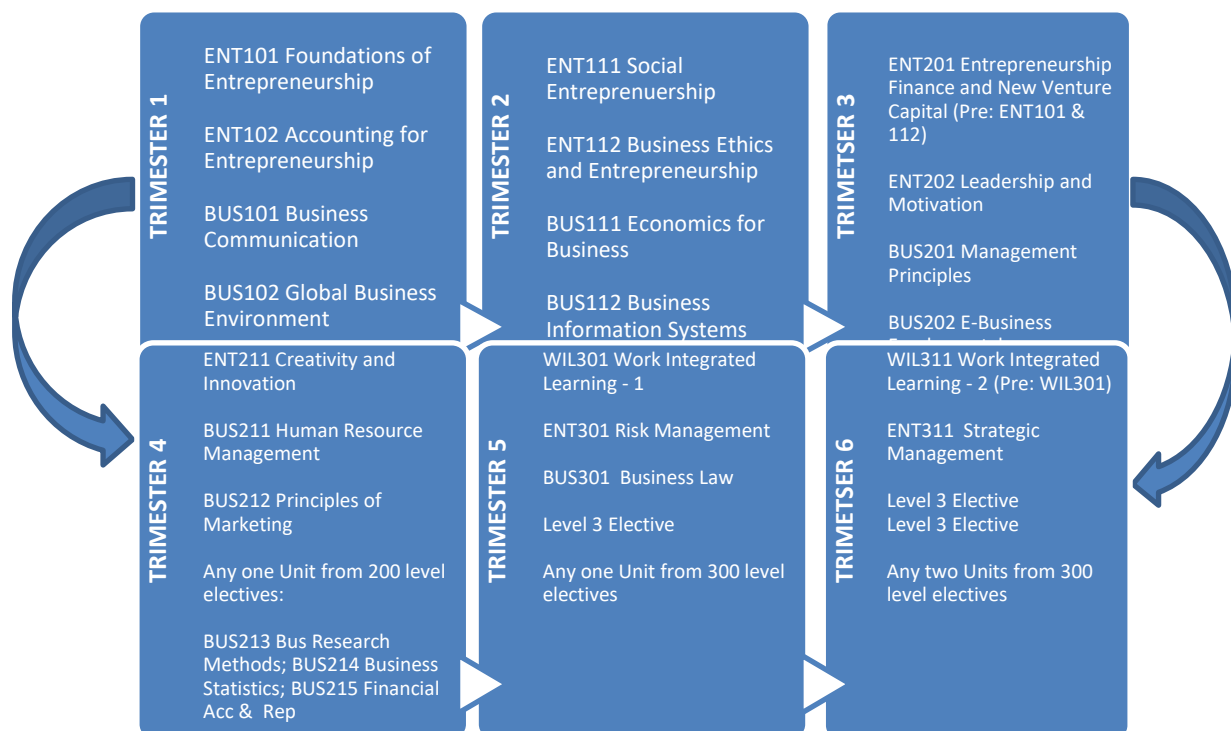 TRIMESTER 1
ENT101 Foundations of
Entrepreneurship
ENT102 Accounting for
Entrepreneurship
BUS101 Business
Communication
BUS102 Global Business
Environment
TRIMESTER 2
ENT111 Social
Entreprenuership
ENT112 Business Ethics
and Entrepreneurship
BUS111 Economics for
Business
BUS112 Business
Information Systems
TRIMETSER 3
ENT201 Entrepreneurship
Finance and New Venture
Capital (Pre: ENT101 &
112)
ENT202 Leadership and
Motivation
BUS201 Management
Principles
BUS202 E-Business
TRIMESTER 4
ENT211 Creativity and
Innovation
BUS211 Human Resource
Management
BUS212 Principles of
Marketing
Any one Unit from 200 level
electives:
BUS213 Bus Research
Methods; BUS214 Business
Statistics; BUS215 Financial
Acc & Rep
TRIMESTER 5
WIL301 Work Integrated
Learning - 1
ENT301 Risk Management
BUS301 Business Law
Level 3 Elective
Any one Unit from 300 level
electives
TRIMETSER 6
WIL311 Work Integrated
Learning - 2 (Pre: WIL301)
ENT311 Strategic
Management
Level 3 Elective
Level 3 Elective
Any two Units from 300
level electives